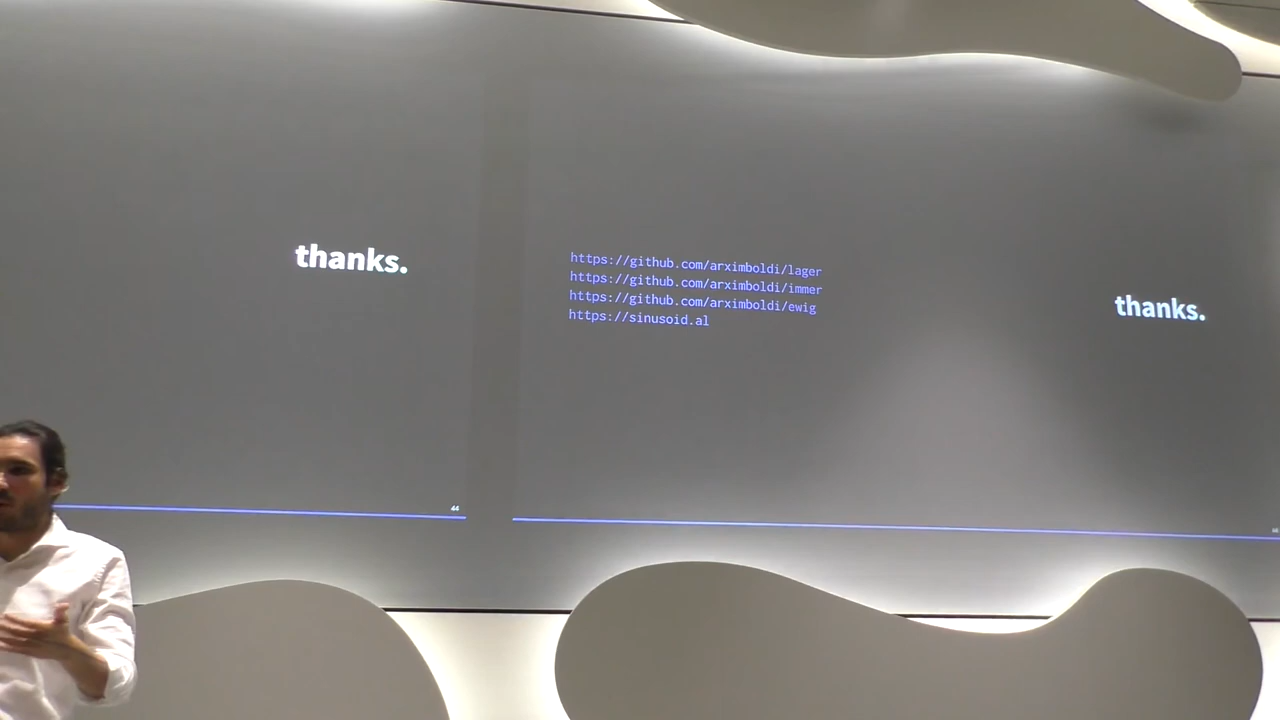 thanks.
44
https://github.com/arximboldi/lager
https://github.com/arximboldi/immer
https://github.com/arximboldi/ewig
https://sinusoid.al
thanks.